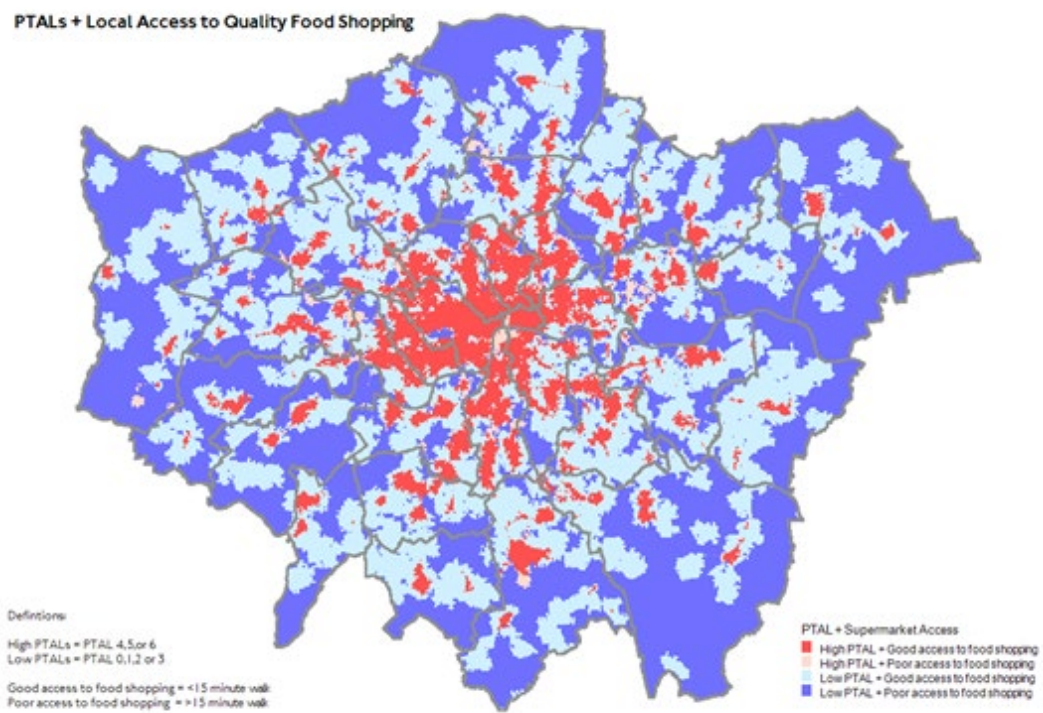 PTALs + Local Access to Quality Food Shopping
Defintions:
High PTALs = PTAL 4,5,or 6
Low PTALs = PTAL 0,1,2 or 3
Good access to food shopping = <15 minute walk
Poor access to food shopping = >15 minute walk
PTAL + Supermarket Access
High PTAL + Good access to food shopping
High PTAL + Poor access to food shopping
Low PTAL + Good access to food shopping
Low PTAL + Poor access to food shopping